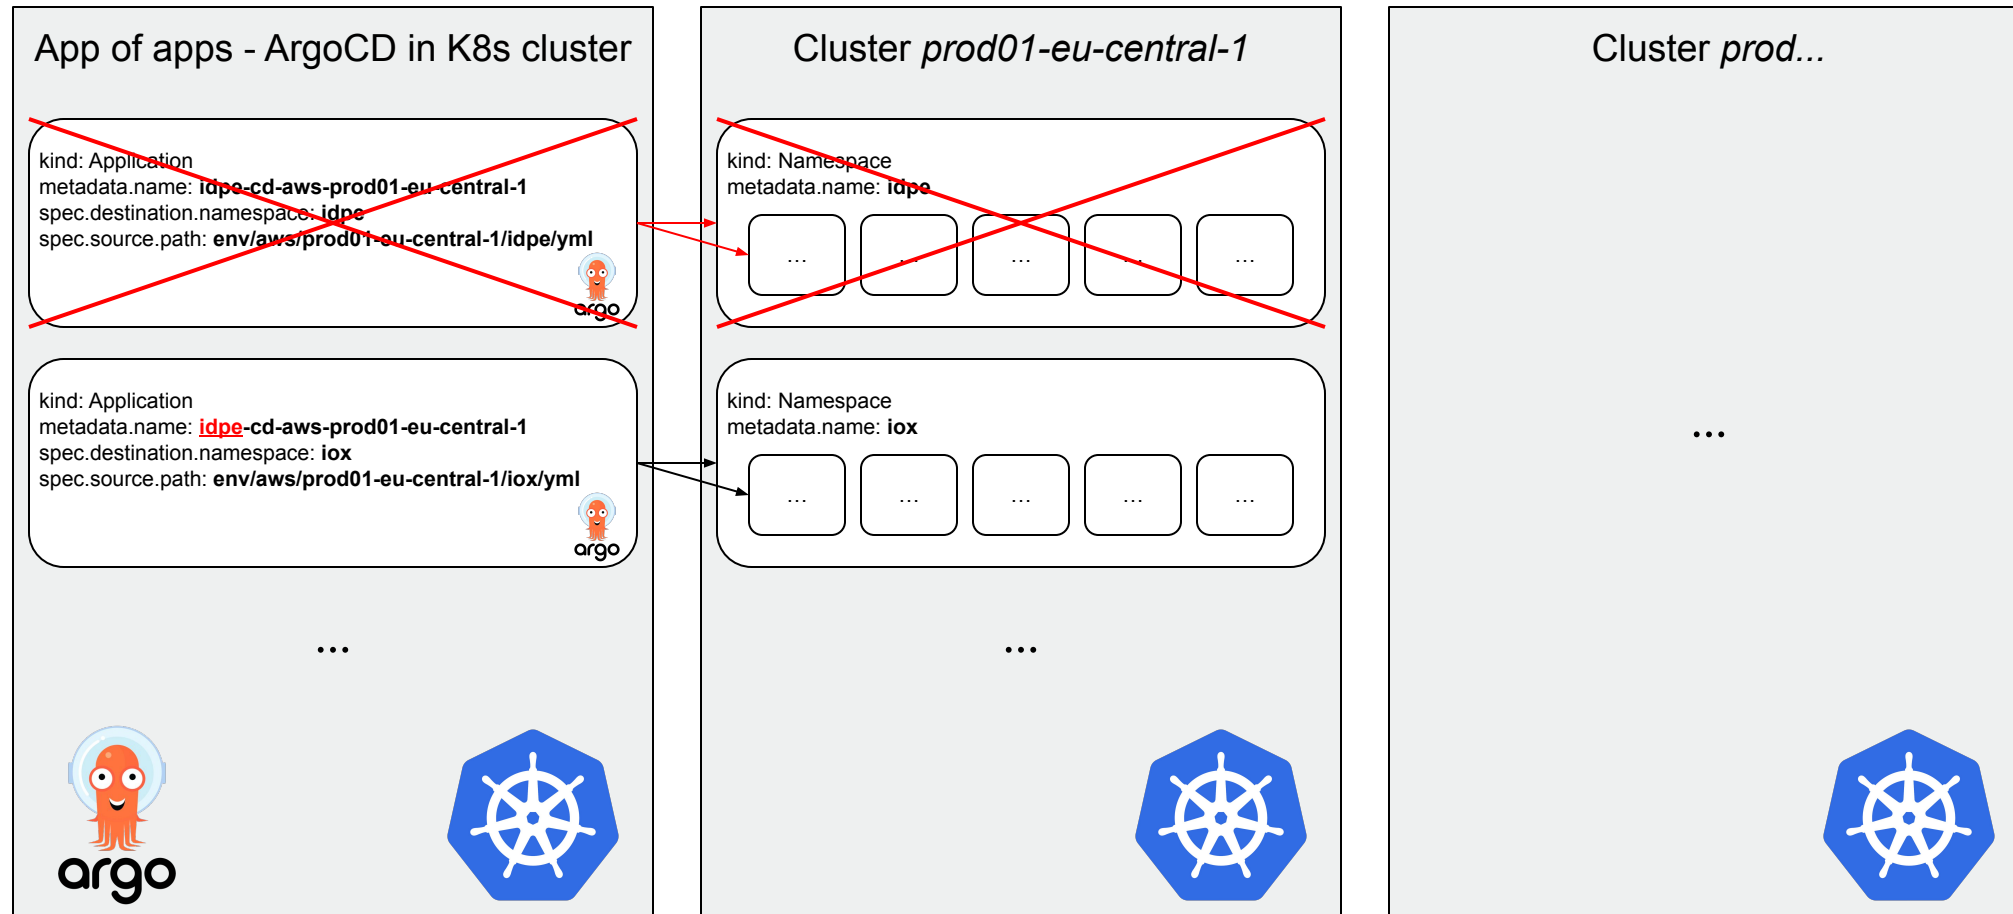 App of apps - ArgoCD in K8s cluster
kind: Application
metadata.name: idpe-cd-aws-prod01-eu-central-1
spec.destination.namespace: idpe
spec.source.path: env/aws/prod01-eu-central-1/idpe/yml
argo
kind: Application
metadata.name: idpe-cd-aws-prod01-eu-central-1
spec.destination.namespace: iox
spec.source.path: env/aws/prod01-eu-central-1/iox/yml
argo
...
argo
Cluster prod01-eu-central-1
kind: Namespace
metadata.name: idpe
... ... ... ... ...
kind: Namespace
metadata.name: iox
... ... ... ... ...
...
Cluster prod...
...